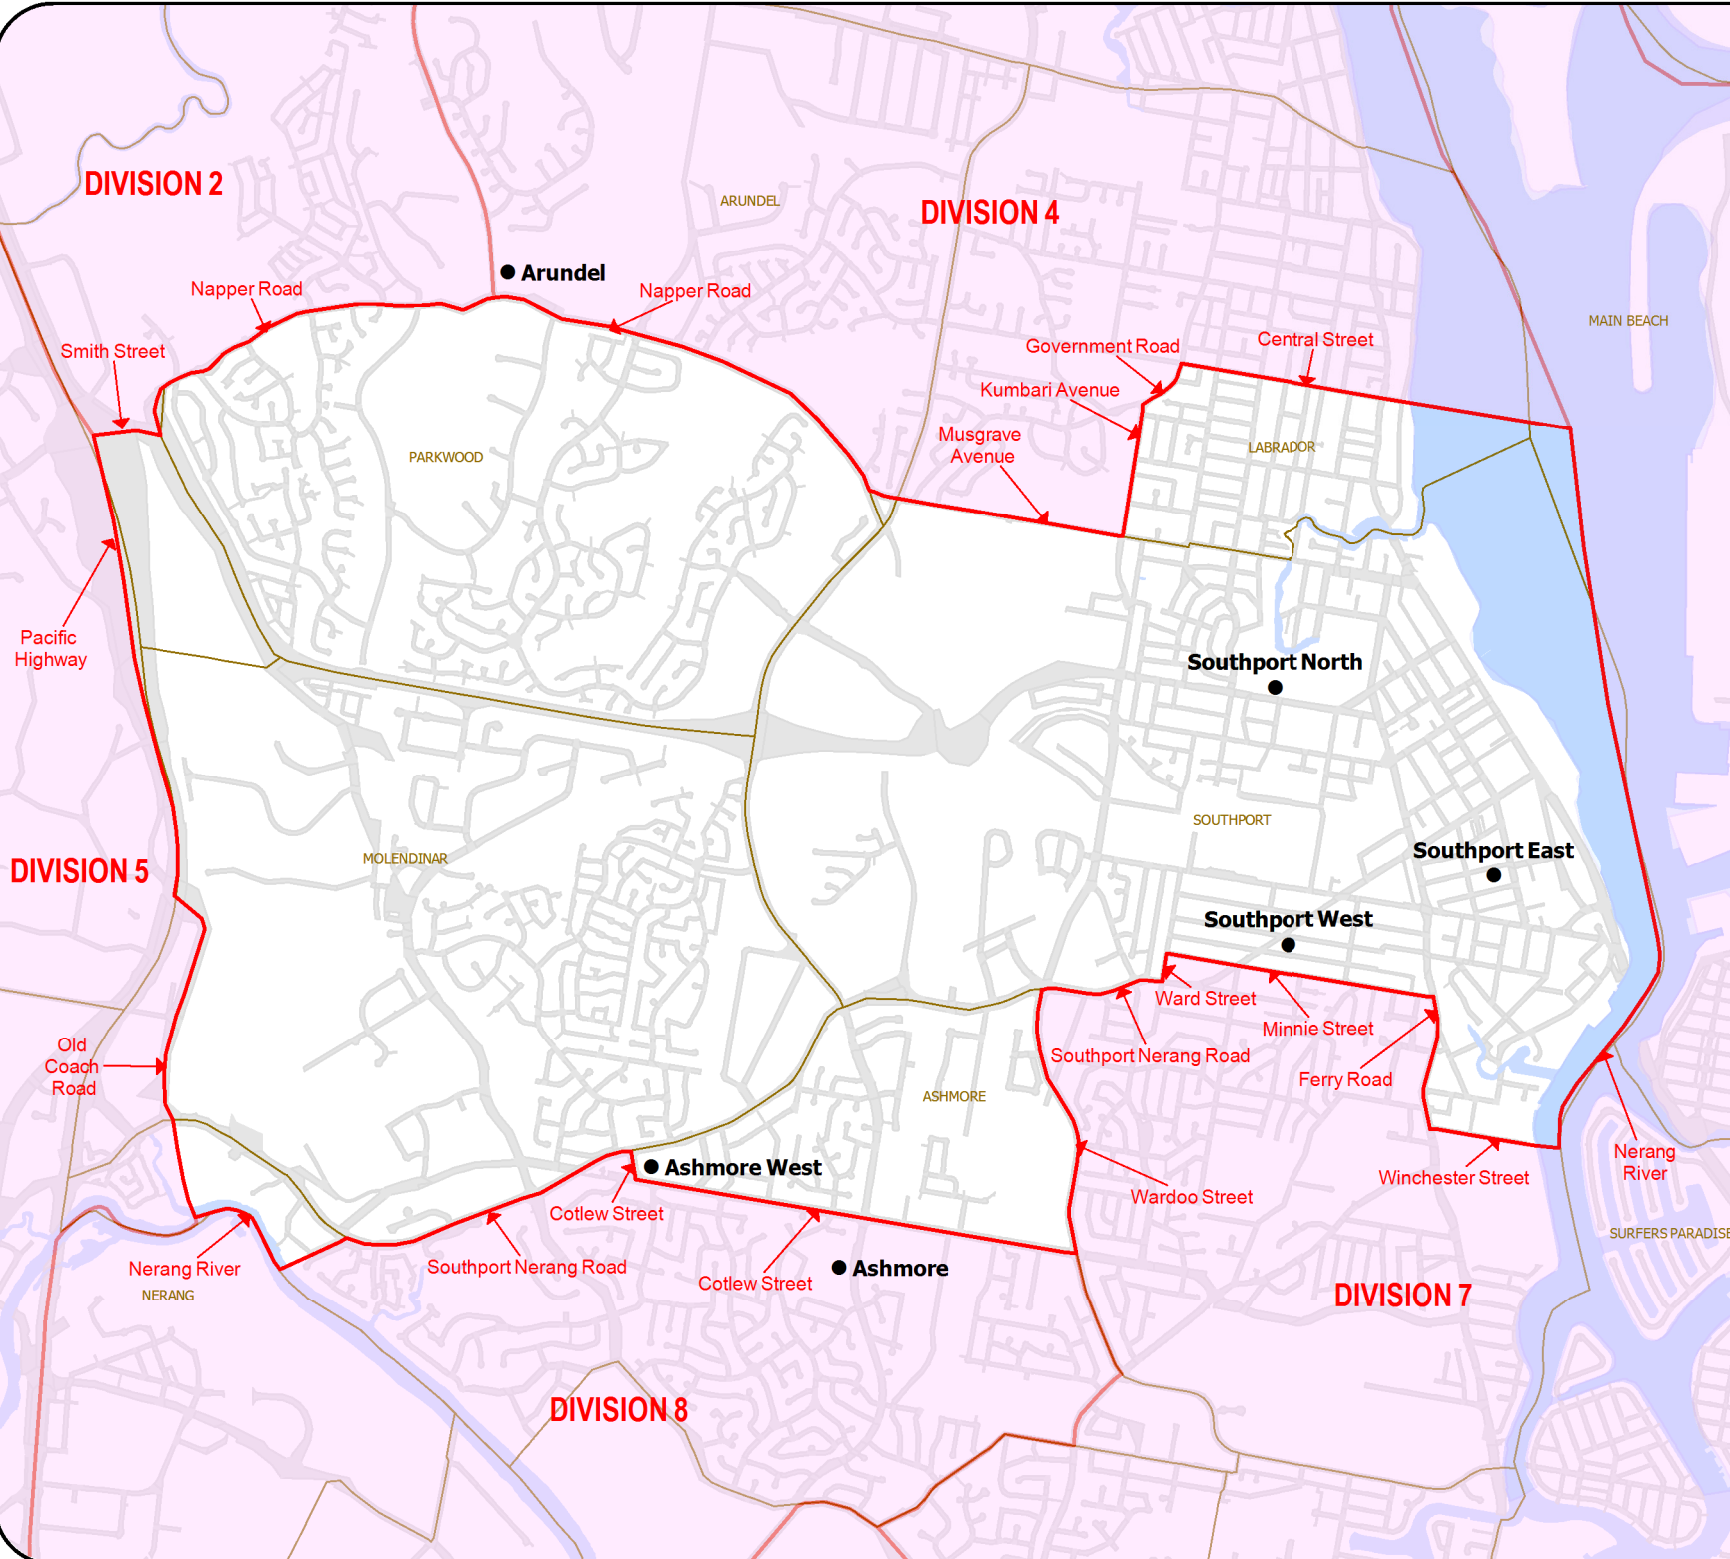 DIVISION 2
ARUNDEL
DIVISION 4
Arundel
Napper Road
Napper Road
MAIN BEACH
Smith Street
Government Road
Central Street
Kumbari Avenue
Musgrave
Avenue
LABRADOR
PARKWOOD
Pacific
Highway
Southport North
SOUTHPORT
Southport East
MOLENDINAR
DIVISION 5
Southport West
Ward Street
Minnie Street
Old
Coach
Road
Southport Nerang Road
Ferry Road
ASHMORE
Nerang
River
Ashmore West
Winchester Street
Wardoo Street
Cotlew Street
SURFERS PARADISE
Nerang River
Southport Nerang Road
Ashmore
Cotlew Street
NERANG
DIVISION 7
DIVISION 8